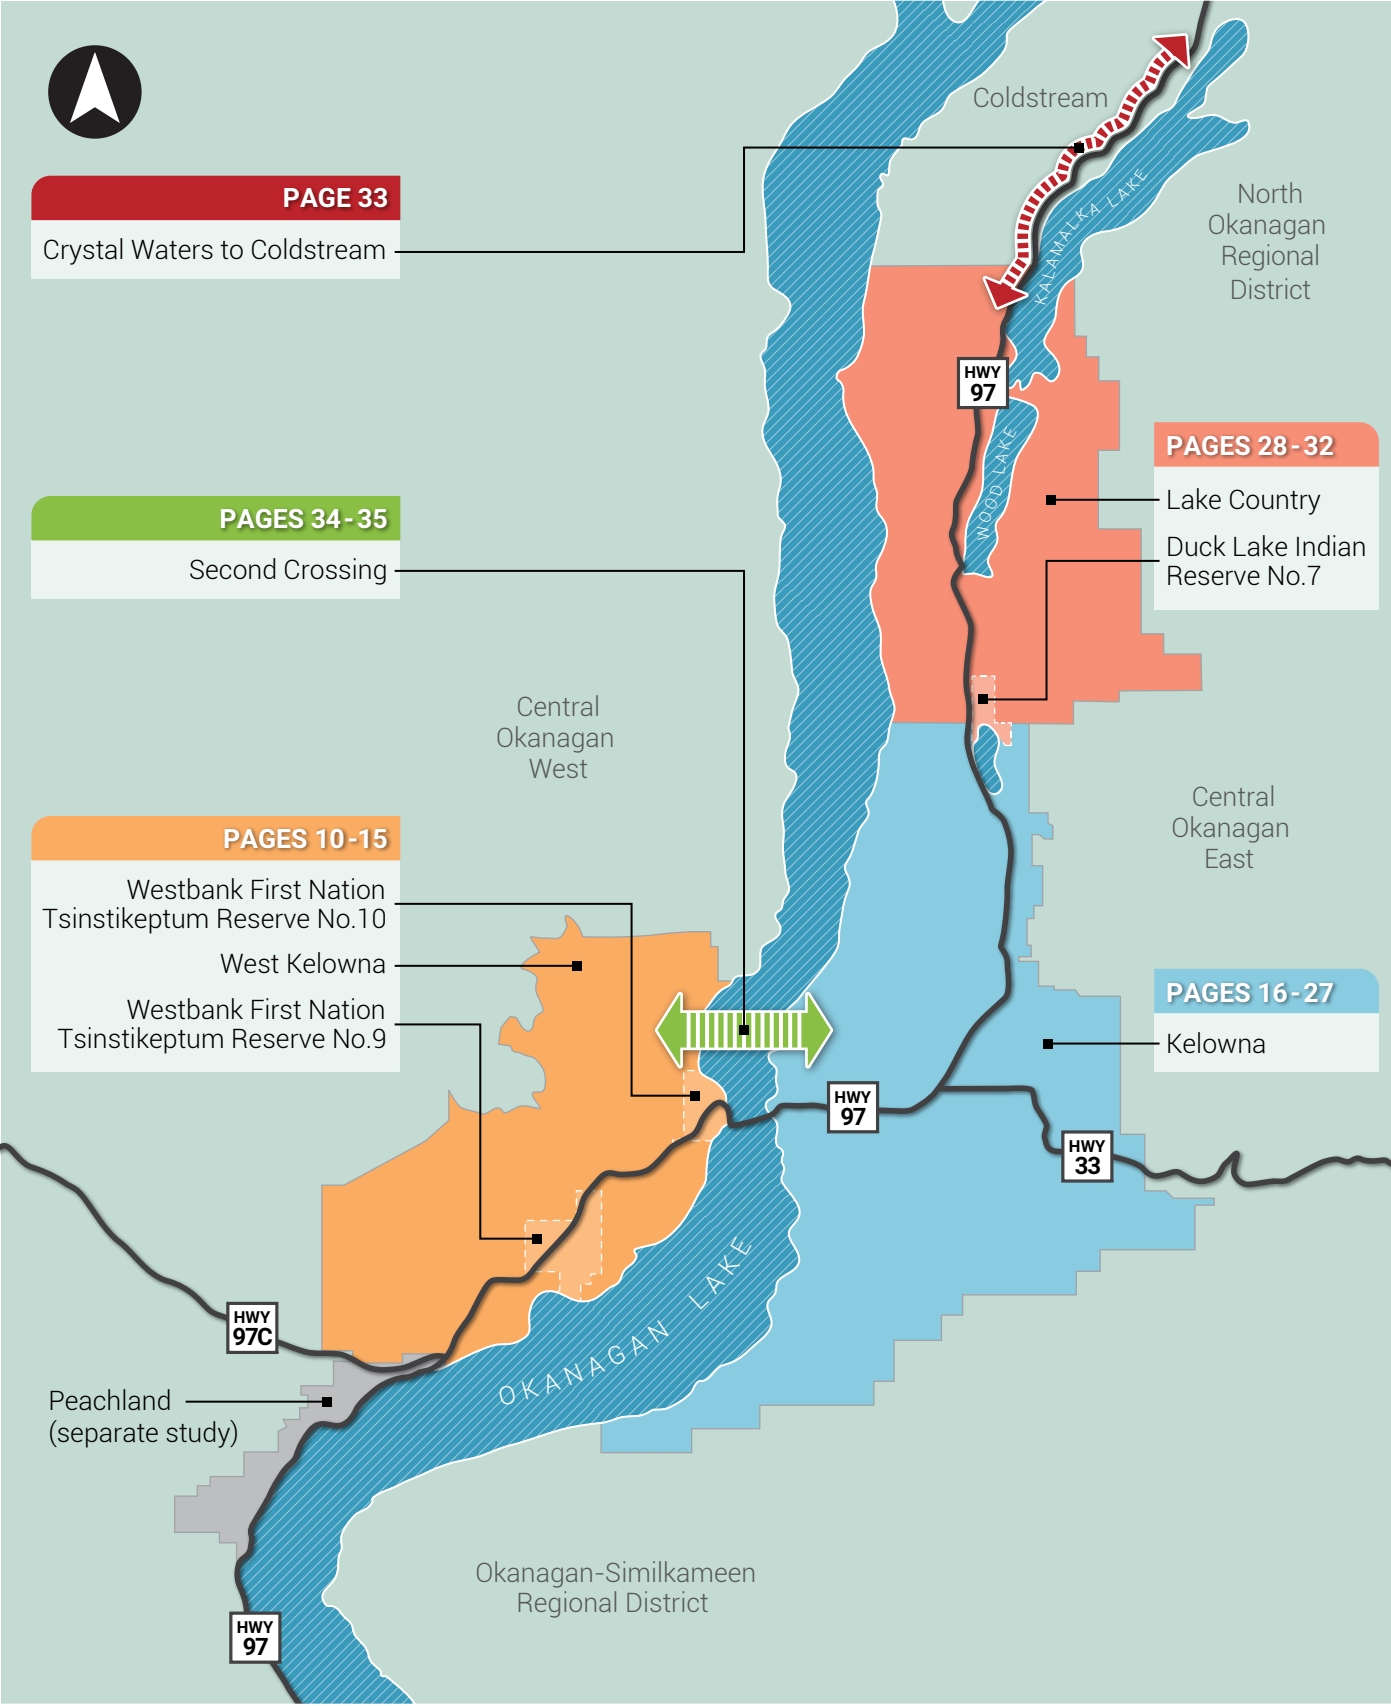 Coldstream
PAGE 33
Crystal Waters to Coldstream
North
Okanagan
Regional
District
KALAMALKA LAKE
HWY
97
WOOD LAKE
PAGES 28-32
Lake Country
Duck Lake Indian
Reserve No.7
PAGES 34-35
Second Crossing
Central
Okanagan
West
Central
Okanagan
East
PAGES 10-15
Westbank First Nation
Tsinstikeptum Reserve No.10
West Kelowna
Westbank First Nation
Tsinstikeptum Reserve No.9
PAGES 16-27
Kelowna
HWY
97
HWY
33
OKANAGAN LAKE
HWY
97C
Peachland
(separate study)
Okanagan-Similkameen
Regional District
HWY
97